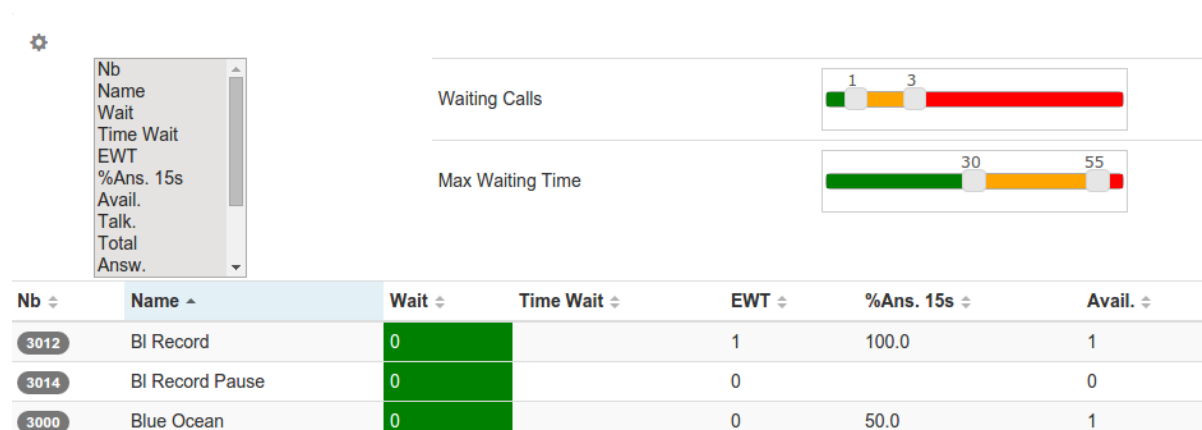 Nb
Name
Wait
Time Wait
EWT
%Ans. 15s
Avail.
Talk.
Total
Answ.
Waiting Calls
1 3
Max Waiting Time
30 55
Nb Name Wait Time Wait EWT %Ans. 15s Avail.
3012 Bl Record 0 1 100.0 1
3014 Bl Record Pause 0 0 0
3000 Blue Ocean 0 0 50.0 1